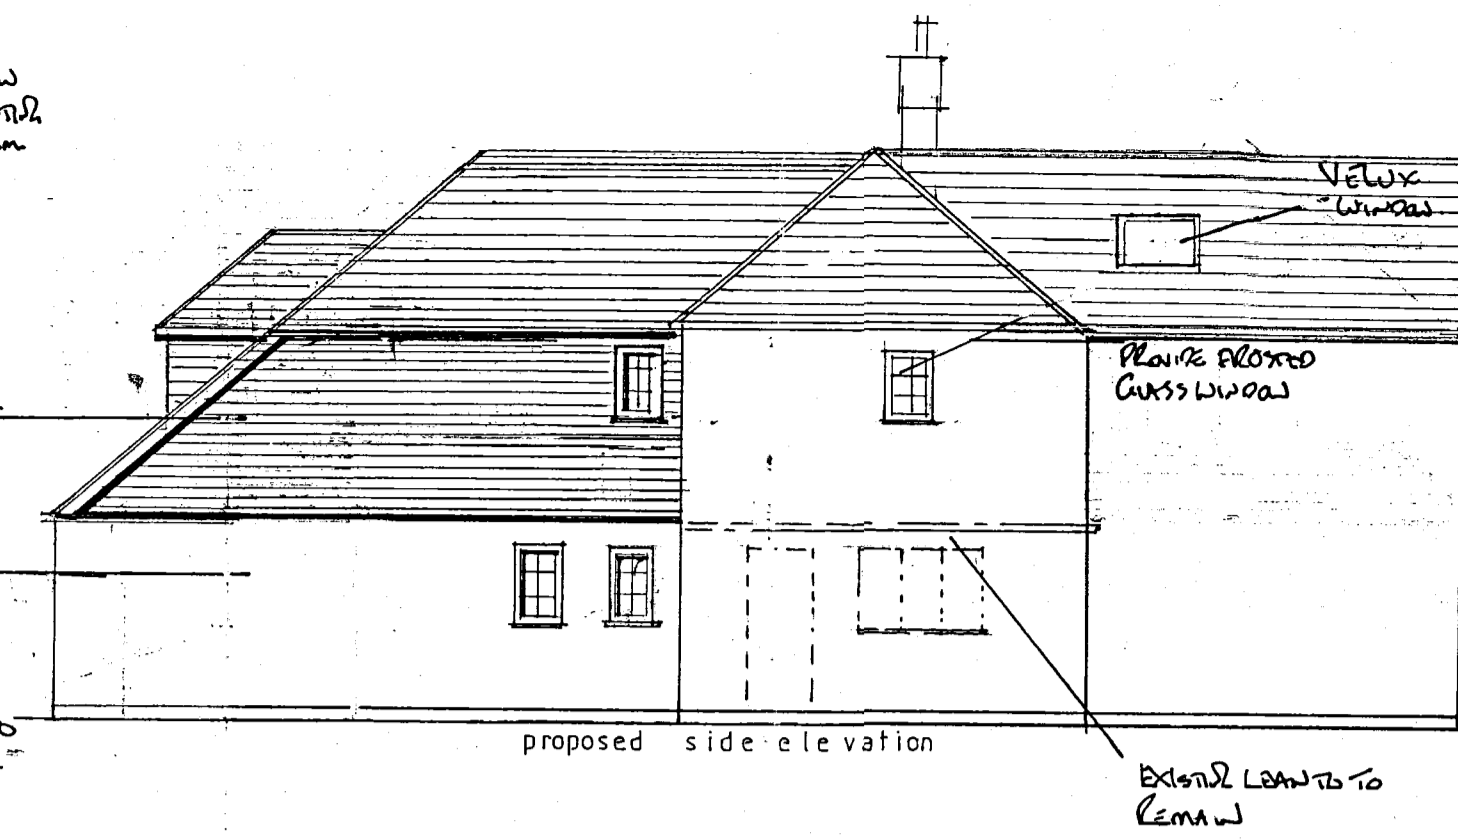 VELUX
WINDOW
PROVIDE FROSTED
GLASS WINDOW
proposed side elevation
EXISTING LEAN TO TO
REMAIN